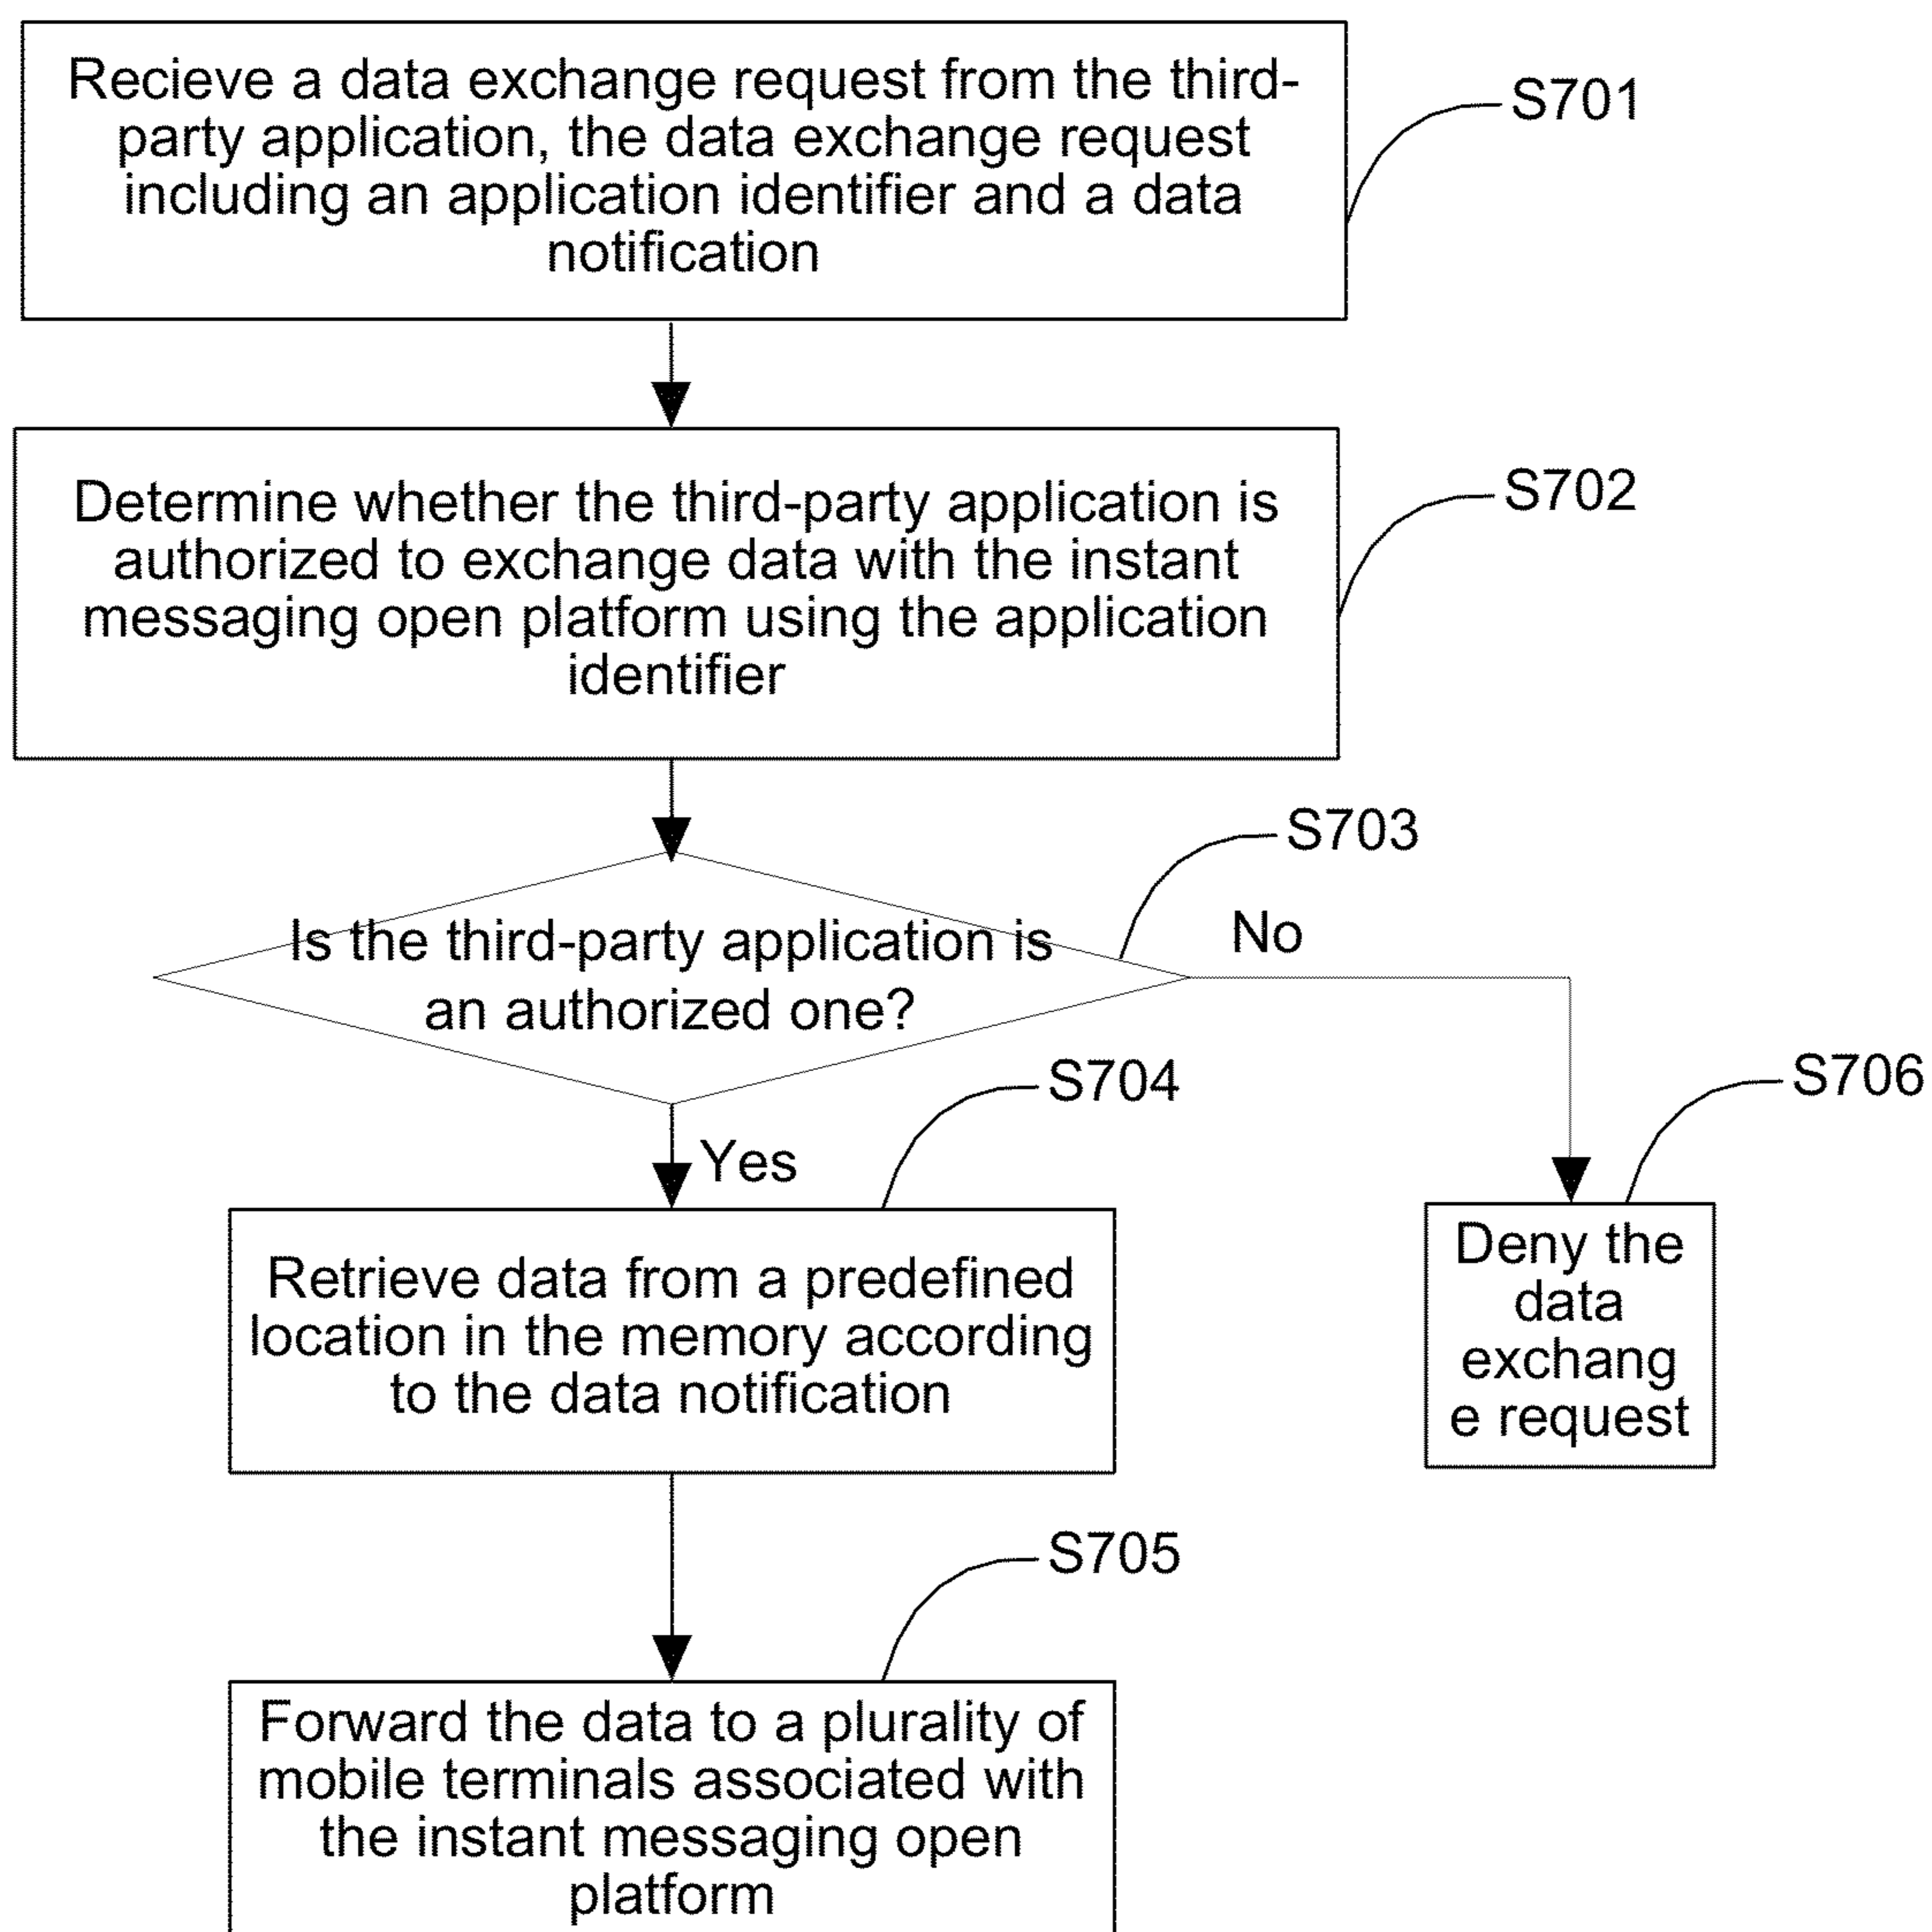 Recieve a data exchange request from the third-
party application, the data exchange request
including an application identifier and a data
notification
S701
Determine whether the third-party application is
authorized to exchange data with the instant
messaging open platform using the application
identifier
S702
S703
Is the third-party application is
an authorized one?
No
Yes
S704
Retrieve data from a predefined
location in the memory according
to the data notification
S706
Deny the
data
exchang
e request
S705
Forward the data to a plurality of
mobile terminals associated with
the instant messaging open
platform